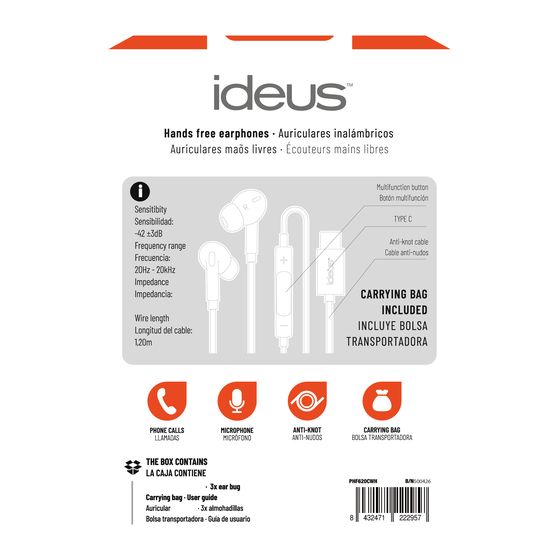 ideus™
Hands free earphones · Auriculares inalámbricos
Auriculares maõs livres · Écouteurs mains libres
i
Sensitibity
Sensibilidad:
-42 ±3dB
Frequency range
Frecuencia:
20Hz - 20kHz
Impedance
Impedancia:
Wire length
Longitud del cable:
1,20m
Multifunction button
Botón multifunción
TYPE C
Anti-knot cable
Cable anti-nudos
ideus
CARRYING BAG
INCLUDED
INCLUYE BOLSA
TRANSPORTADORA
PHONE CALLS
LLAMADAS
MICROPHONE
MICRÓFONO
ANTI-KNOT
ANTI-NUDOS
CARRYING BAG
BOLSA TRANSPORTADORA
THE BOX CONTAINS
LA CAJA CONTIENE
· 3x ear bug
Carrying bag · User guide
Auricular · 3x almohadillas
Bolsa transportadora · Guía de usuario
PHF620CWH B/N500426
8 432471 222957